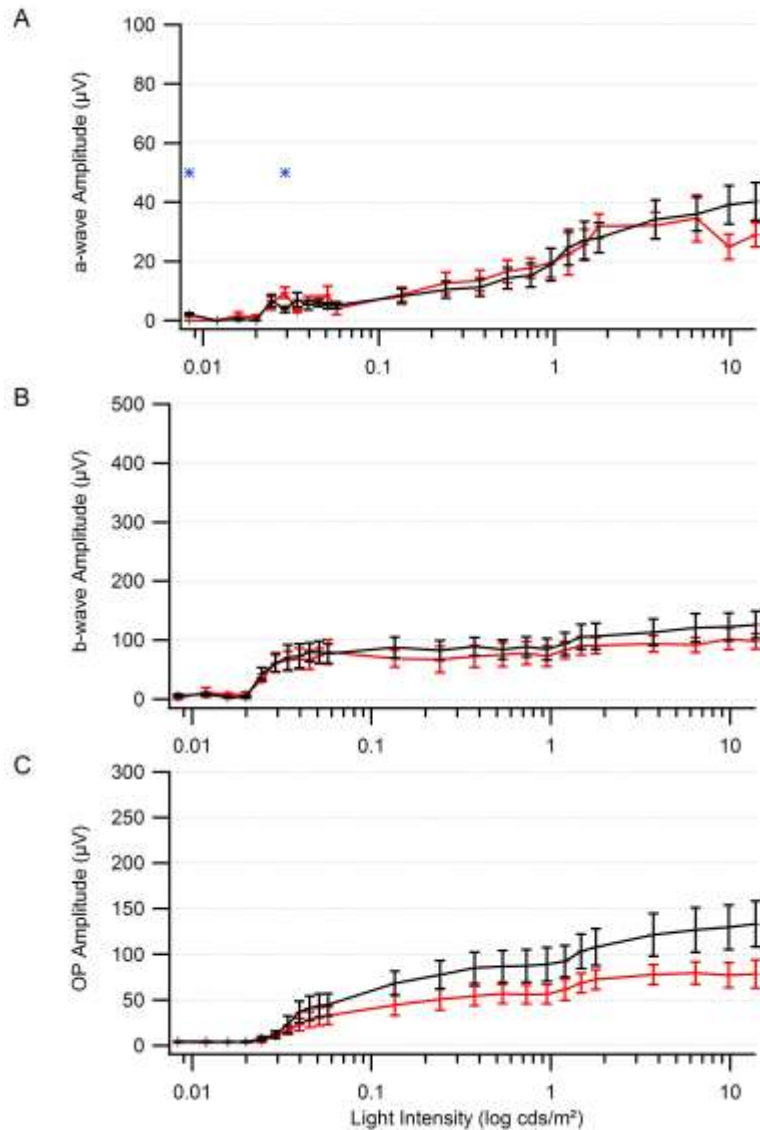 A
a-wave Amplitude (µV)
100
80
60
40
20
0
* *
0.01 0.1 1 10
B
b-wave Amplitude (µV)
500
400
300
200
100
0
0.01 0.1 1 10
C
OP Amplitude (µV)
300
250
200
150
100
50
0
0.01 0.1 1 10
Light Intensity (log cds/m²)